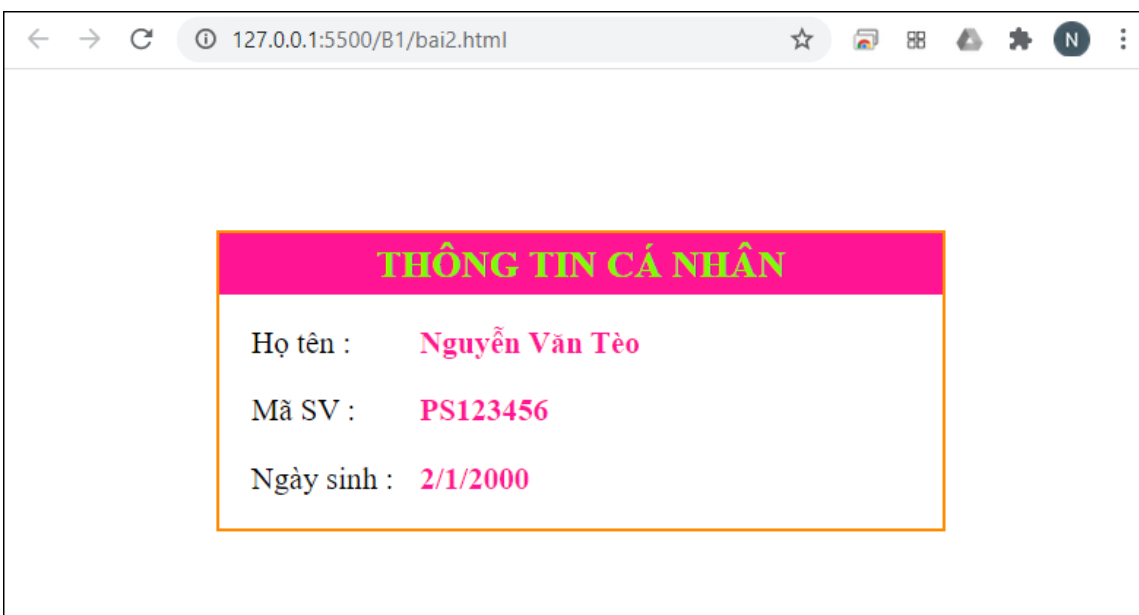 127.0.0.1:5500/B1/bai2.html
N
THÔNG TIN CÁ NHÂN
Họ tên : Nguyễn Văn Tèo
Mã SV : PS123456
Ngày sinh : 2/1/2000